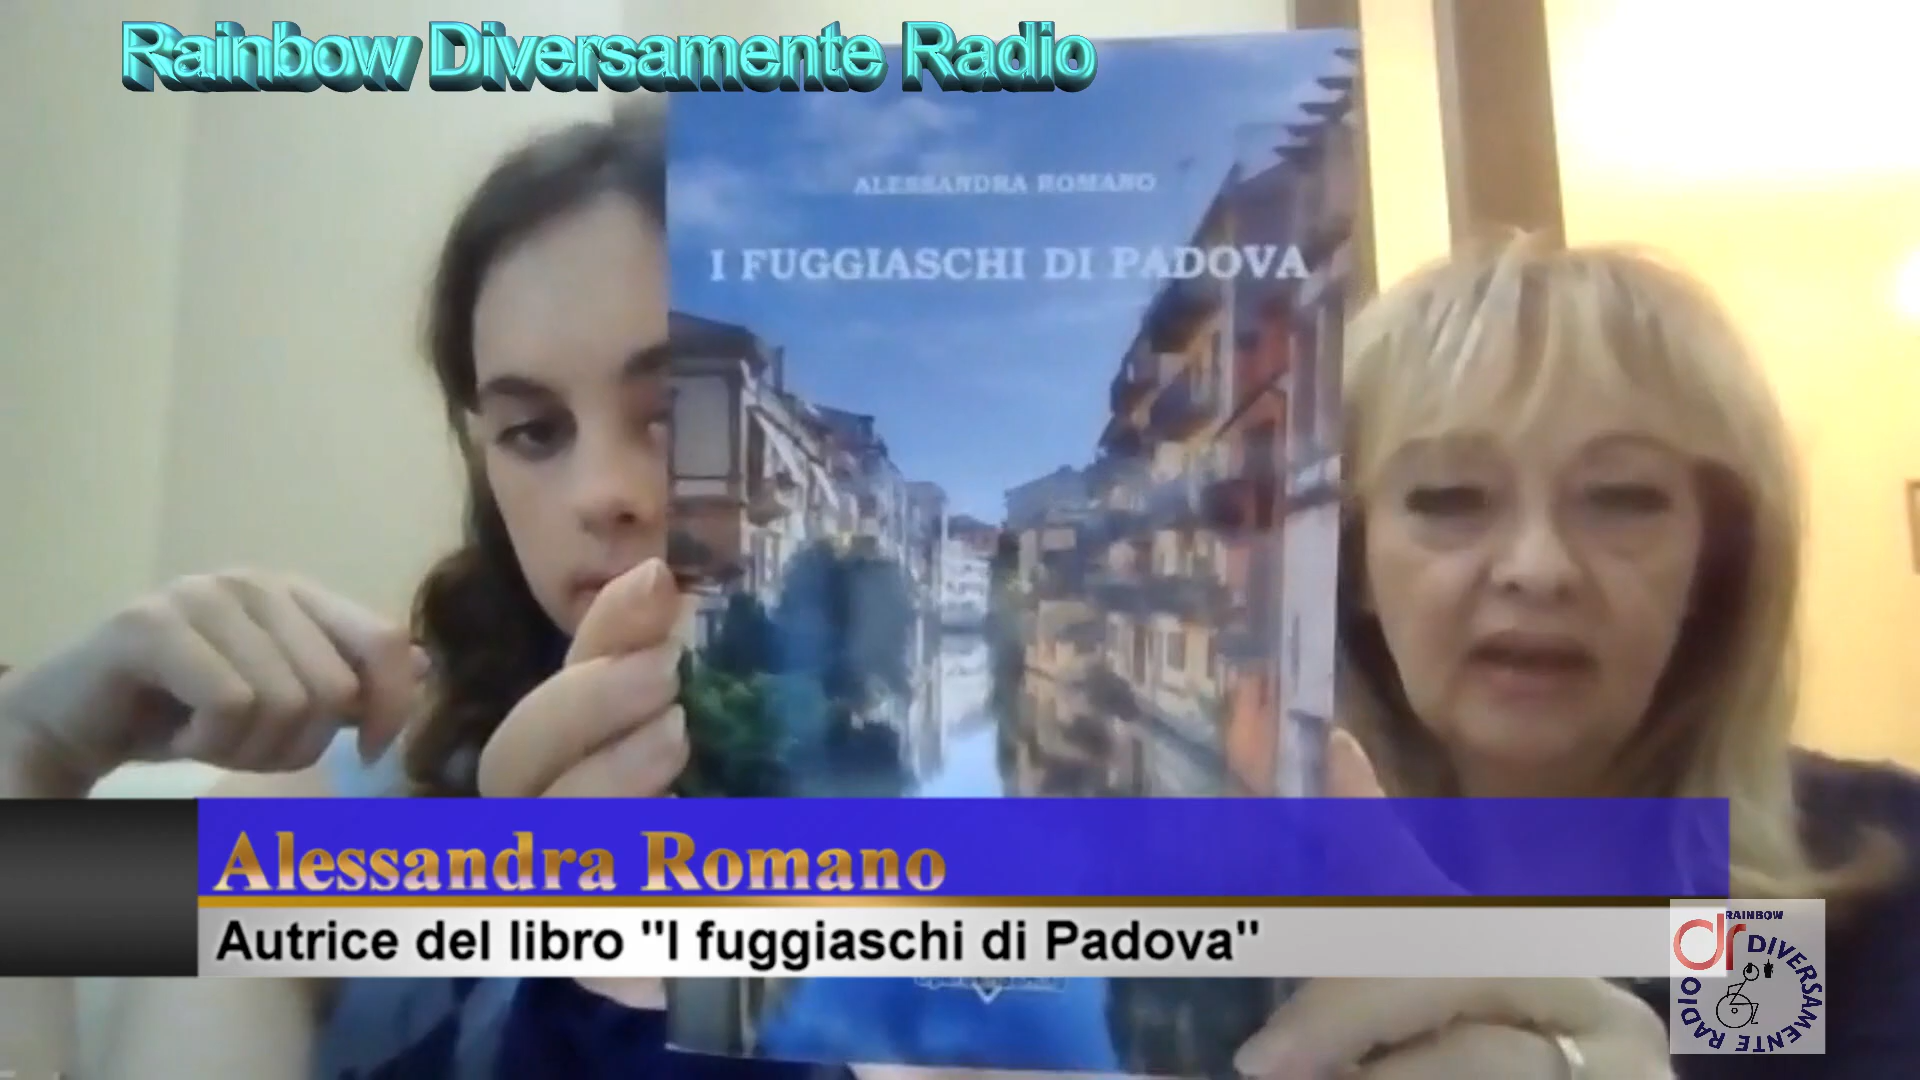 Rainbow Diversamente Radio
ALESSANDRA ROMANO
I FUGGIASCHI DI PADOVA
Alessandra Romano
Autrice del libro "I fuggiaschi di Padova"
dr RAINBOW
DIVERSAMENTE RADIO